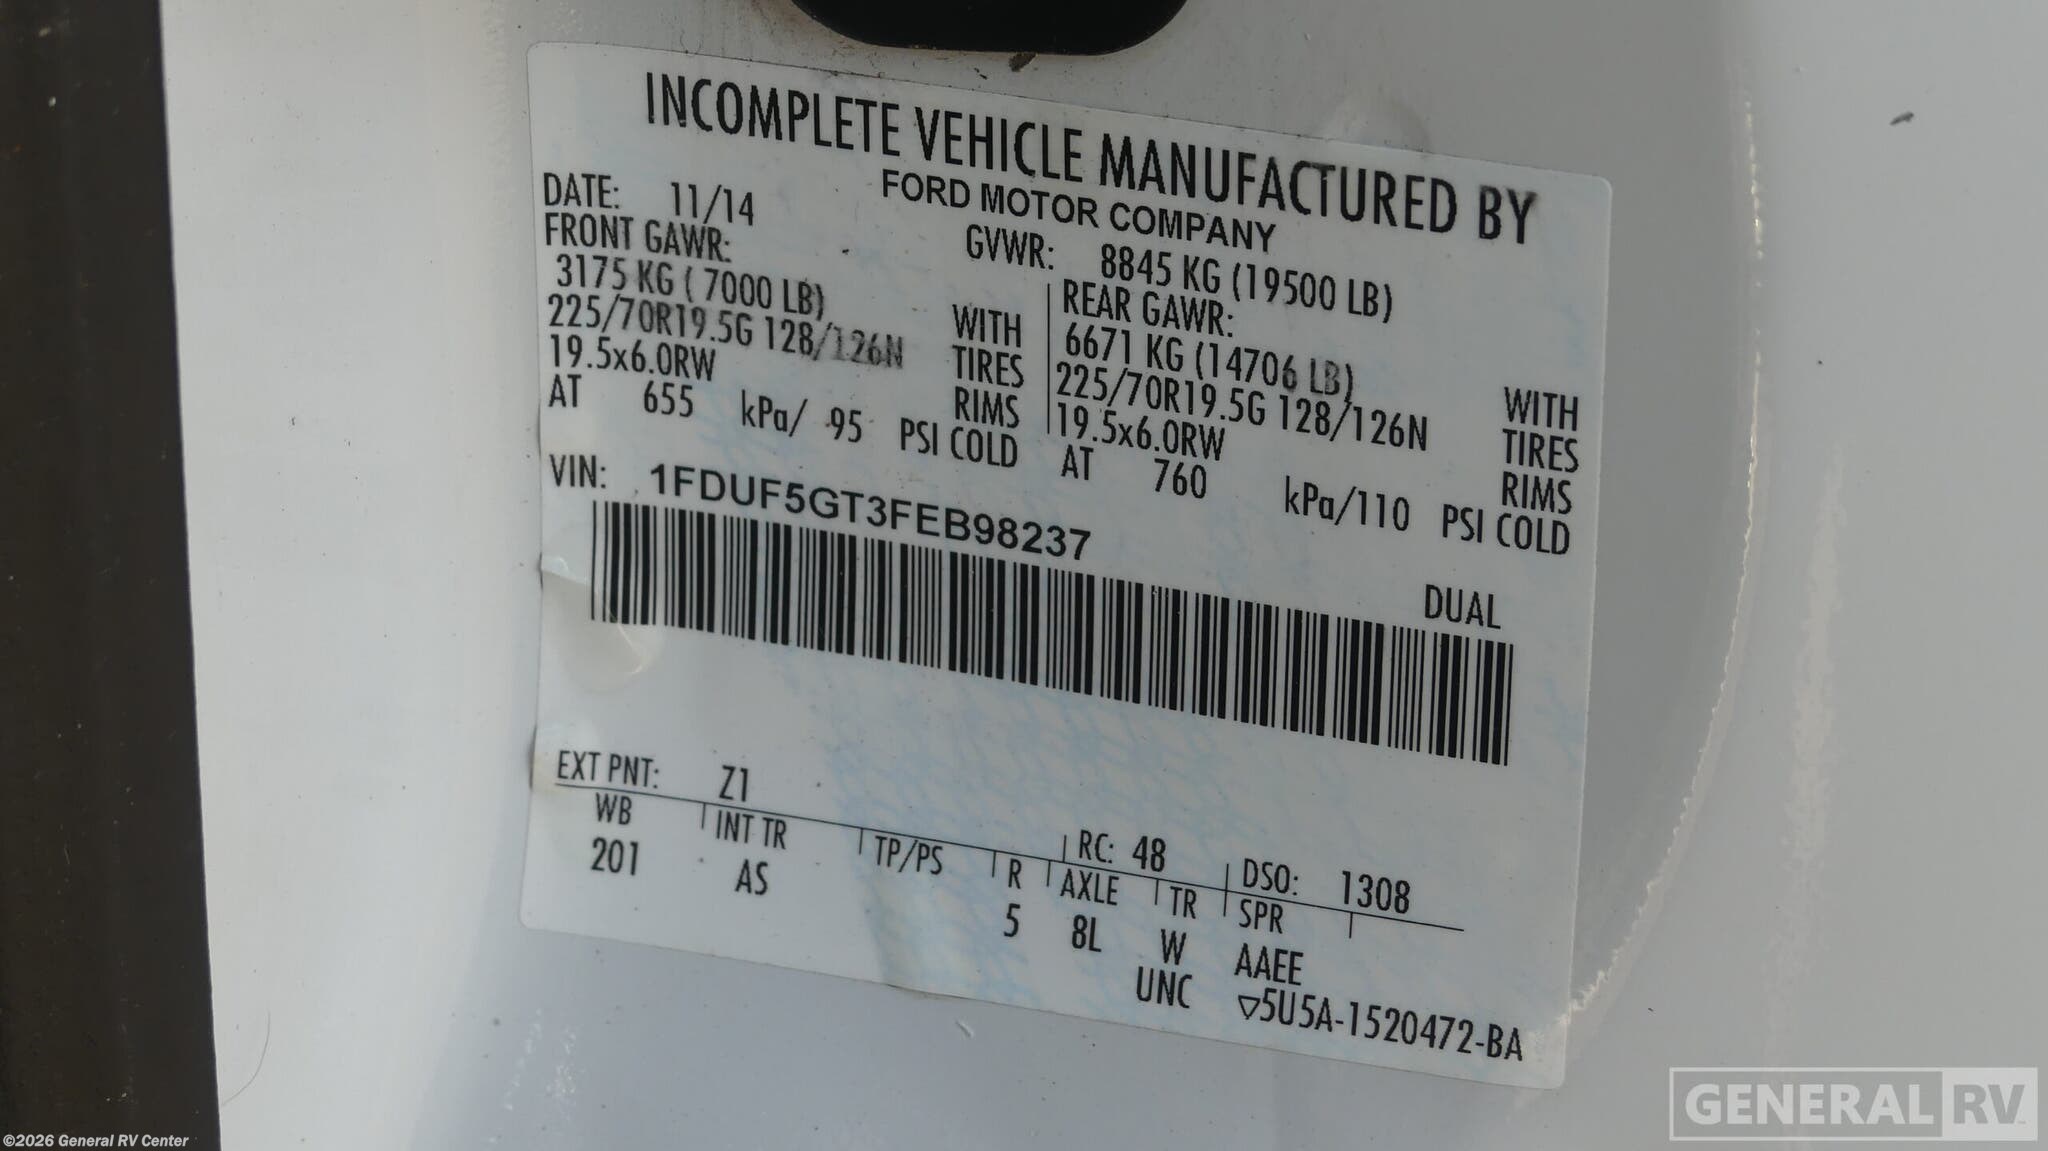 INCOMPLETE VEHICLE MANUFACTURED BY
FORD MOTOR COMPANY
DATE: 11/14
GVWR: 8845 KG (19500 LB)
FRONT GAWR:
3175 KG ( 7000 LB)
225/70R19.5G 128/126N
19.5x6.0RW
AT 655 kPa/ 95 PSI COLD
WITH
TIRES
RIMS
REAR GAWR:
6671 KG (14706 LB)
225/70R19.5G 128/126N
19.5x6.0RW
AT 760 kPa/110 PSI COLD
WITH
TIRES
RIMS
VIN: 1FDUF5GT3FEB98237
DUAL
EXT PNT: Z1
RC: 48
DSO: 1308
WB INT TR TP/PS R AXLE TR SPR
201 AS 5 8L W AAEE
UNC ▽5U5A-1520472-BA
GENERAL RV
©2026 General RV Center